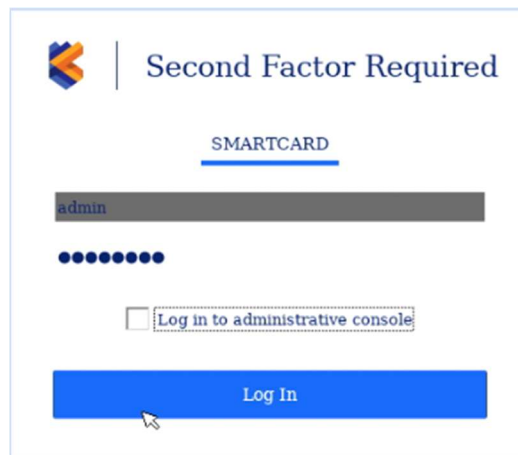 Second Factor Required
SMARTCARD
admin
●●●●●●●●
Log in to administrative console
Log In